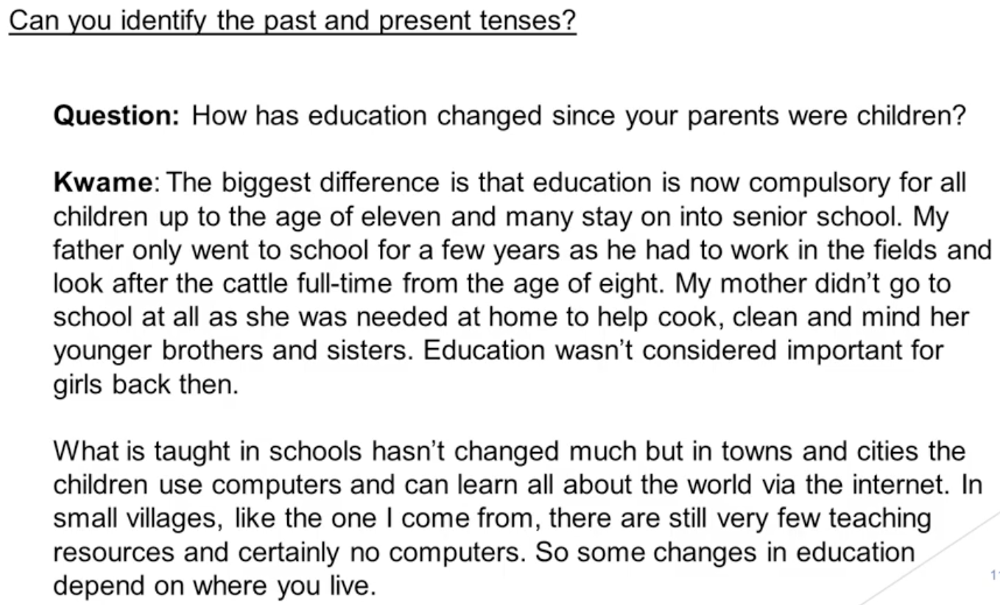 Can you identify the past and present tenses?
Question: How has education changed since your parents were children?
Kwame: The biggest difference is that education is now compulsory for all
children up to the age of eleven and many stay on into senior school. My
father only went to school for a few years as he had to work in the fields and
look after the cattle full-time from the age of eight. My mother didn’t go to
school at all as she was needed at home to help cook, clean and mind her
younger brothers and sisters. Education wasn’t considered important for
girls back then.
What is taught in schools hasn’t changed much but in towns and cities the
children use computers and can learn all about the world via the internet. In
small villages, like the one I come from, there are still very few teaching
resources and certainly no computers. So some changes in education
depend on where you live.